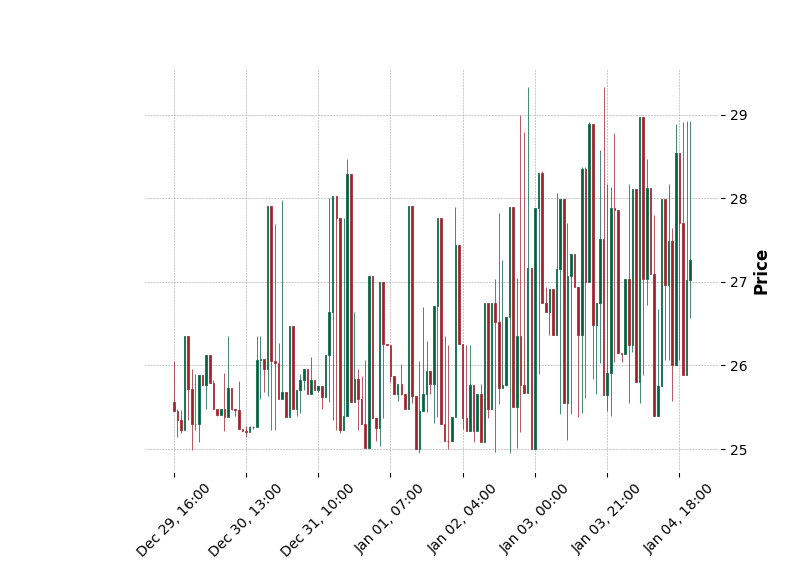 29
28
27
26
25
Price
Dec 29, 16:00
Dec 30, 13:00
Dec 31, 10:00
Jan 01, 07:00
Jan 02, 04:00
Jan 03, 00:00
Jan 03, 21:00
Jan 04, 18:00